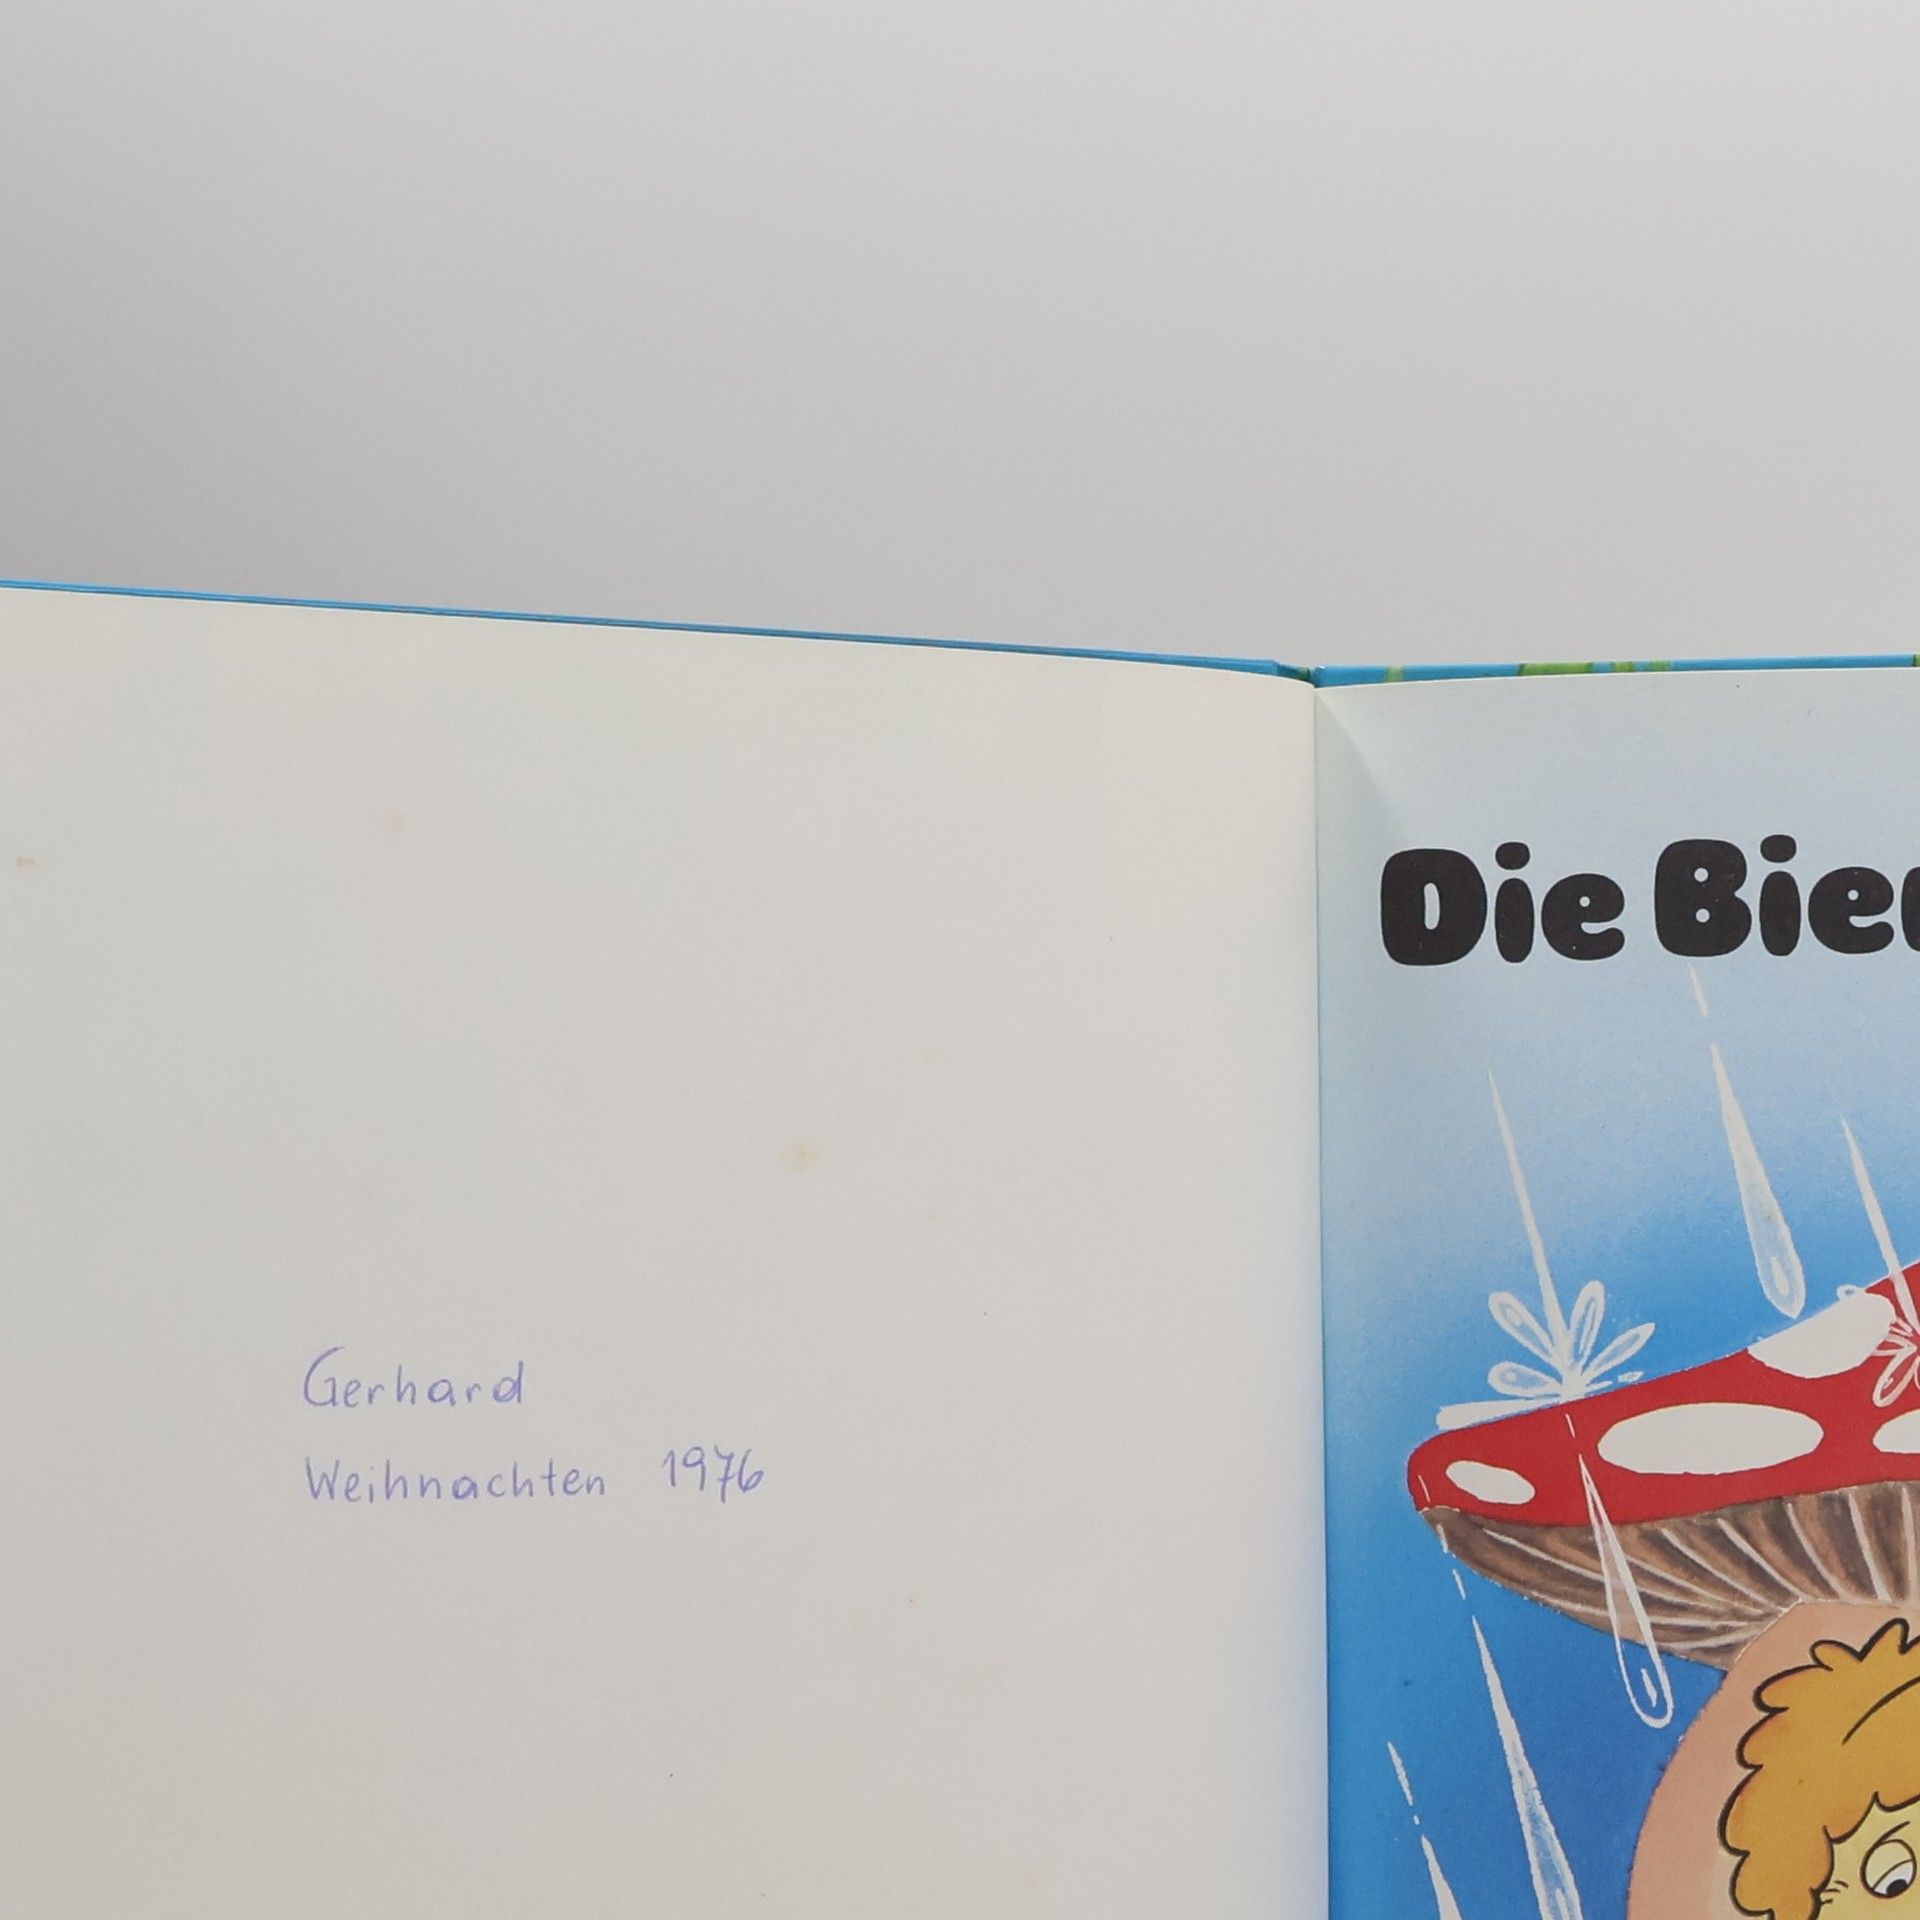 Die Bien
Gerhard
Weihnachten 1976